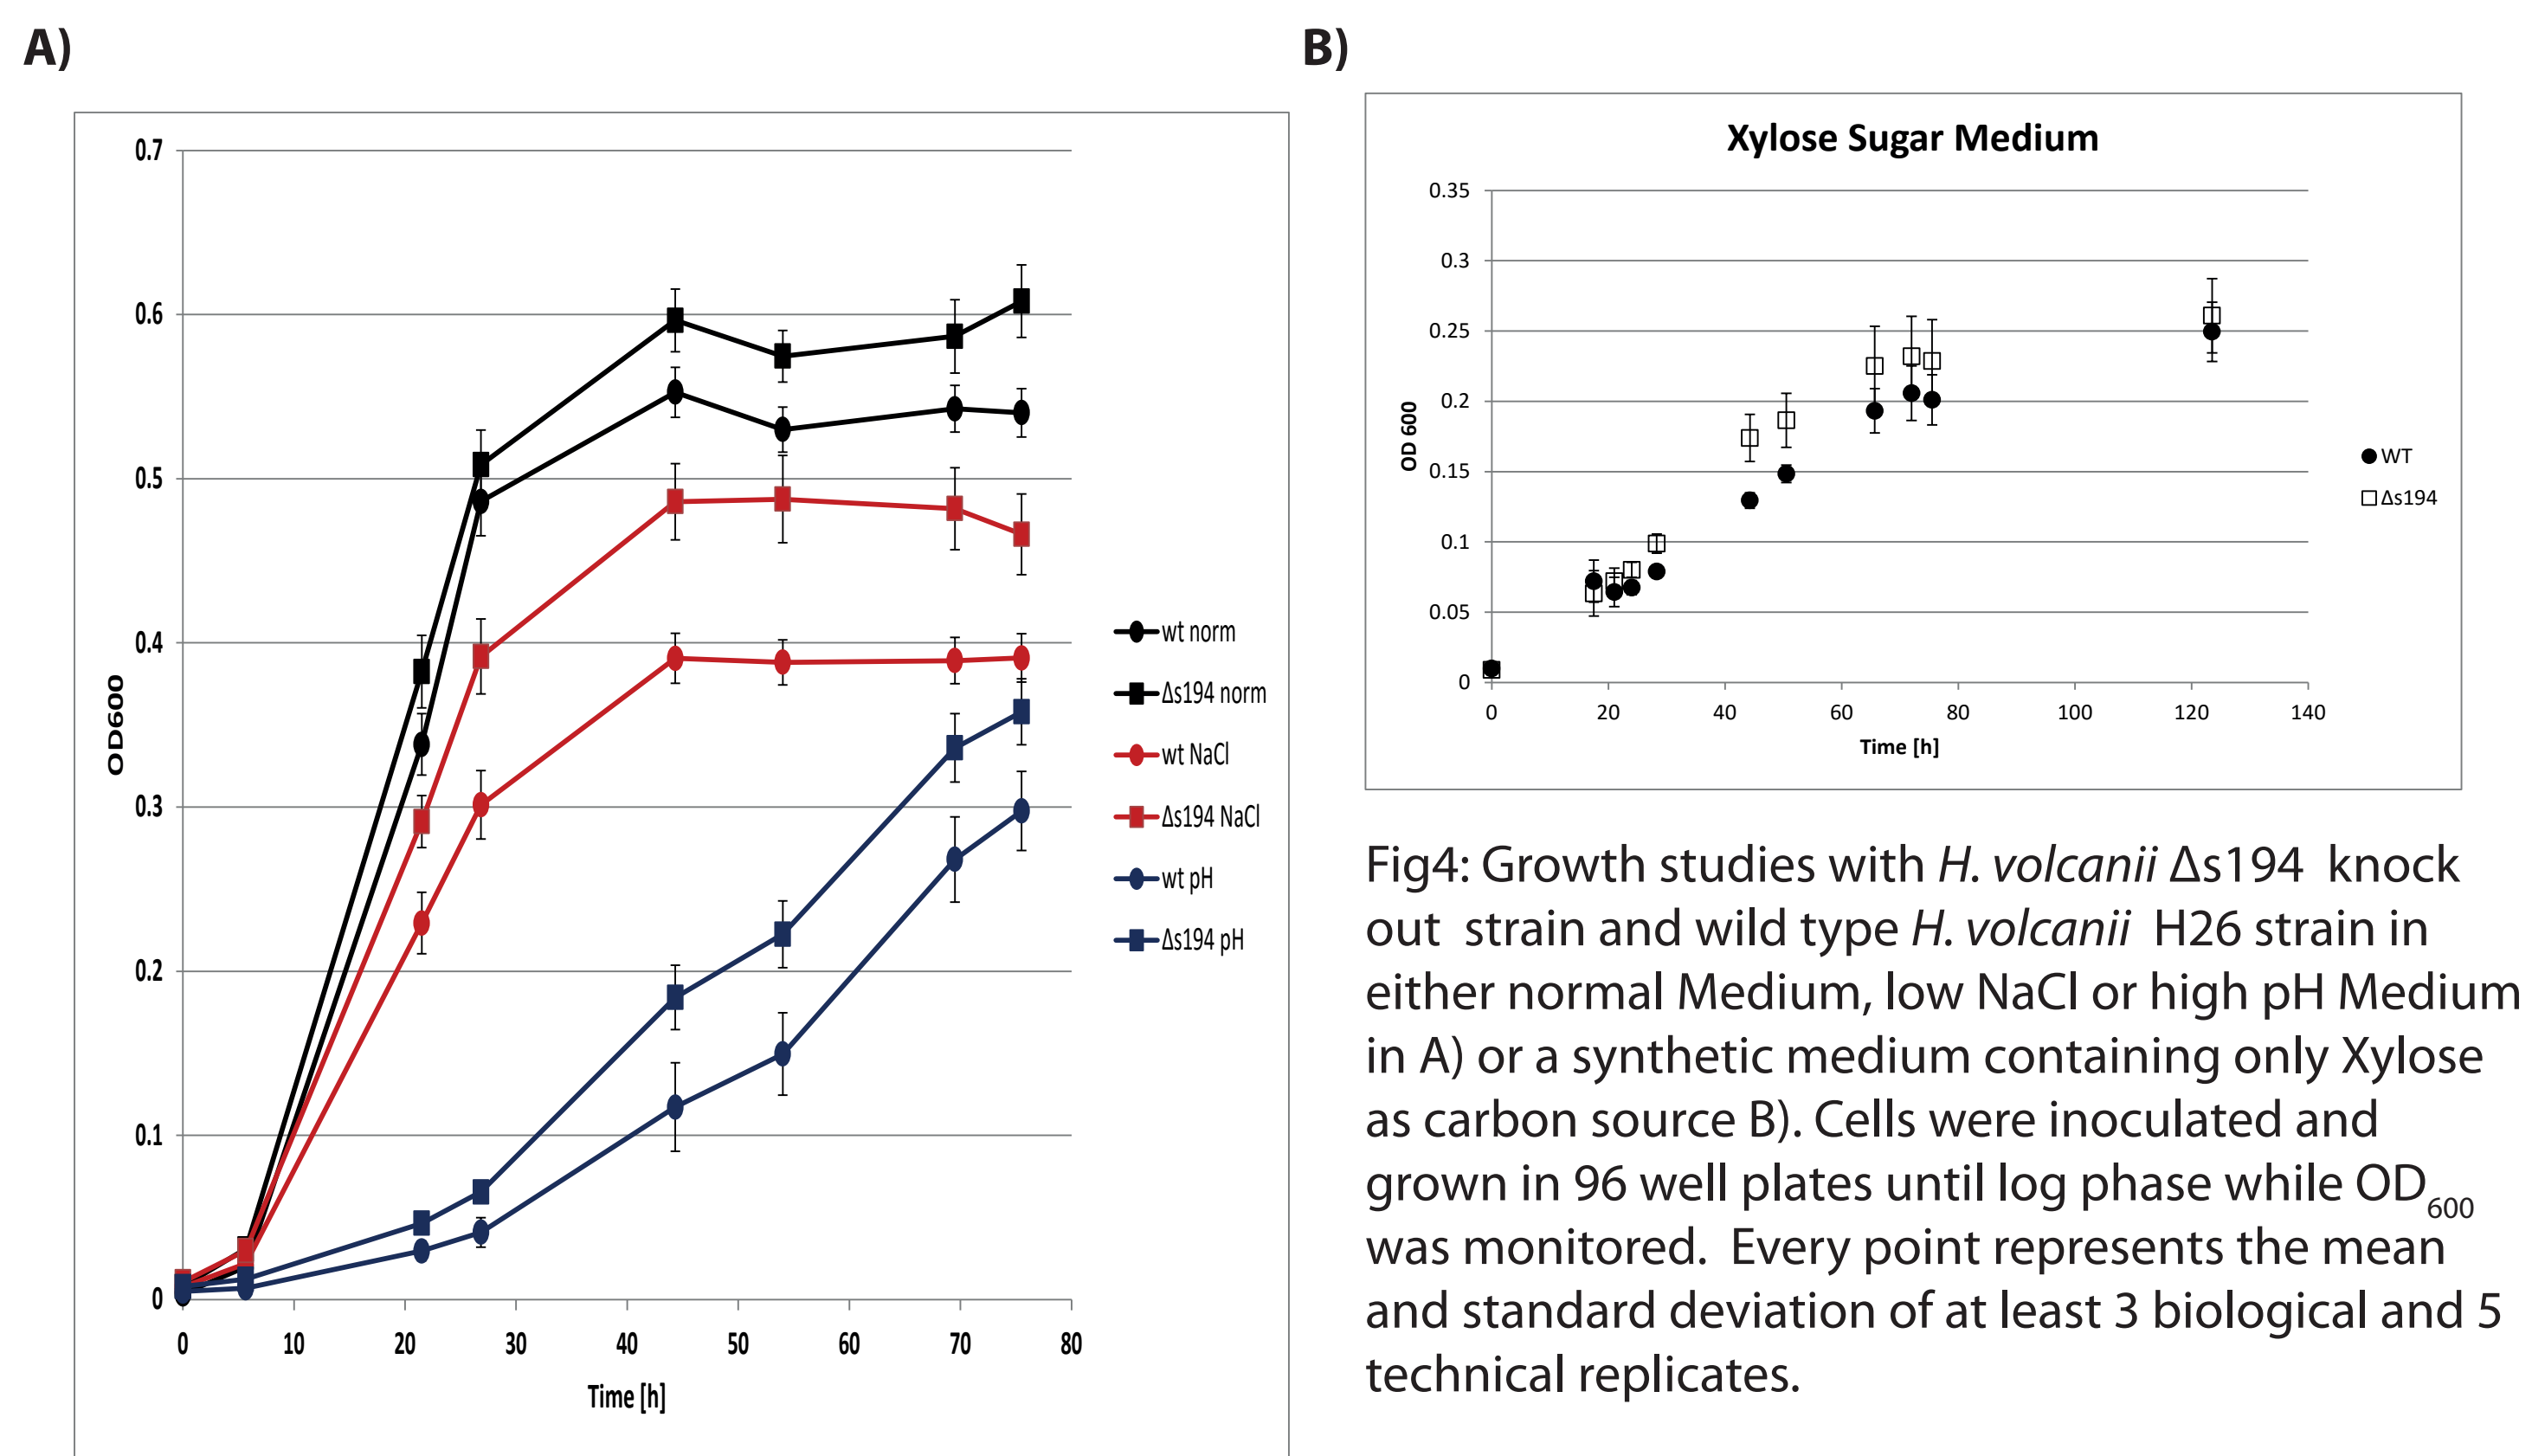 A)
0.7
0.6
0.5
0.4
0.3
0.2
0.1
0
OD600
0 10 20 30 40 50 60 70 80
Time [h]
wt norm
Δs194 norm
wt NaCl
Δs194 NaCl
wt pH
Δs194 pH
B)
Xylose Sugar Medium
0.35
0.3
0.25
0.2
0.15
0.1
0.05
0
OD 600
0 20 40 60 80 100 120 140
Time [h]
WT
Δs194
Fig4: Growth studies with H. volcanii Δs194 knock
out strain and wild type H. volcanii H26 strain in
either normal Medium, low NaCl or high pH Medium
in A) or a synthetic medium containing only Xylose
as carbon source B). Cells were inoculated and
grown in 96 well plates until log phase while OD600
was monitored. Every point represents the mean
and standard deviation of at least 3 biological and 5
technical replicates.